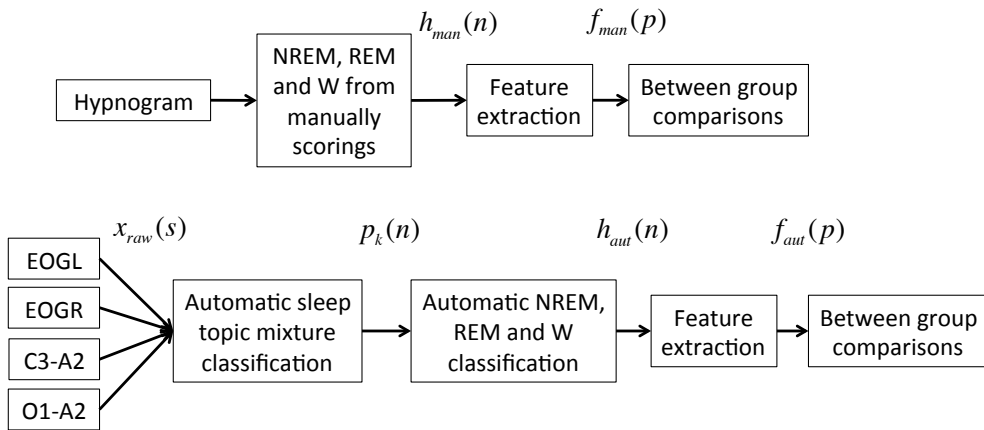 h_man(n)
f_man(p)
Hypnogram
NREM, REM
and W from
manually
scorings
Feature
extraction
Between group
comparisons
x_raw(s)
p_k(n)
h_aut(n)
f_aut(p)
EOGL
EOGR
C3-A2
O1-A2
Automatic sleep
topic mixture
classification
Automatic NREM,
REM and W
classification
Feature
extraction
Between group
comparisons